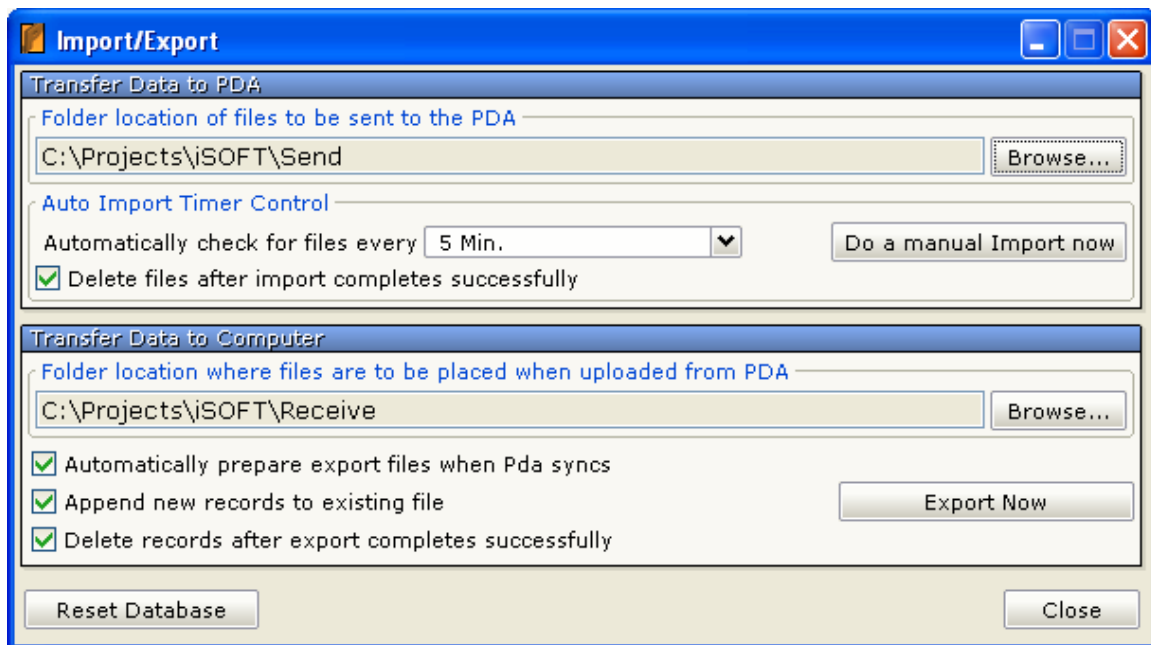 Import/Export
Transfer Data to PDA
Folder location of files to be sent to the PDA
C:\Projects\iSOFT\Send Browse...
Auto Import Timer Control
Automatically check for files every 5 Min. Do a manual Import now
Delete files after import completes successfully
Transfer Data to Computer
Folder location where files are to be placed when uploaded from PDA
C:\Projects\iSOFT\Receive Browse...
Automatically prepare export files when Pda syncs
Append new records to existing file Export Now
Delete records after export completes successfully
Reset Database Close